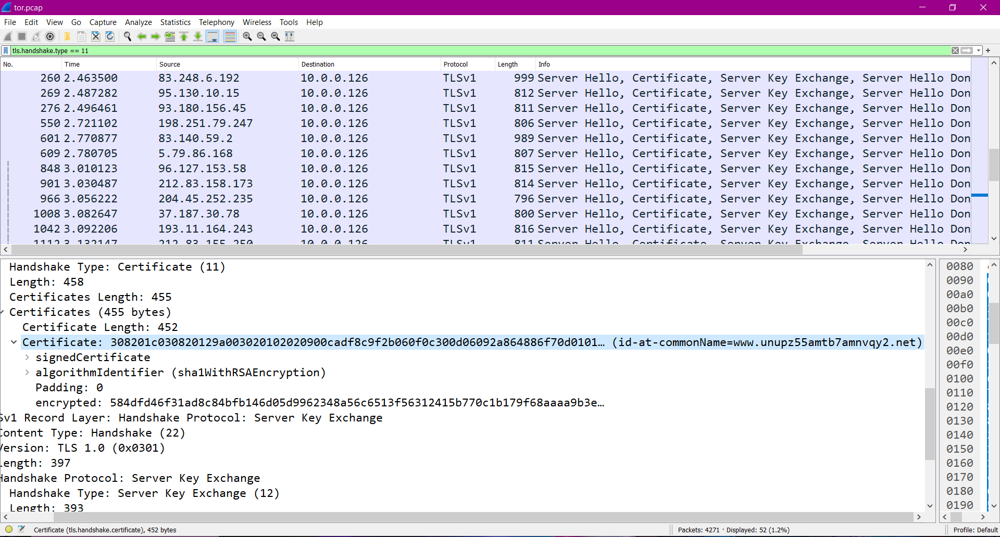 tor.pcap
File Edit View Go Capture Analyze Statistics Telephony Wireless Tools Help
tls.handshake.type == 11
No. Time Source Destination Protocol Length Info
260 2.463500 83.248.6.192 10.0.0.126 TLSv1 999 Server Hello, Certificate, Server Key Exchange, Server Hello Don
269 2.487282 95.130.10.15 10.0.0.126 TLSv1 812 Server Hello, Certificate, Server Key Exchange, Server Hello Don
276 2.496461 93.180.156.45 10.0.0.126 TLSv1 811 Server Hello, Certificate, Server Key Exchange, Server Hello Don
550 2.721102 198.251.79.247 10.0.0.126 TLSv1 806 Server Hello, Certificate, Server Key Exchange, Server Hello Don
601 2.770877 83.140.59.2 10.0.0.126 TLSv1 989 Server Hello, Certificate, Server Key Exchange, Server Hello Don
609 2.780705 5.79.86.168 10.0.0.126 TLSv1 807 Server Hello, Certificate, Server Key Exchange, Server Hello Don
848 3.010123 96.127.153.58 10.0.0.126 TLSv1 815 Server Hello, Certificate, Server Key Exchange, Server Hello Don
901 3.030487 212.83.158.173 10.0.0.126 TLSv1 814 Server Hello, Certificate, Server Key Exchange, Server Hello Don
966 3.056222 204.45.252.235 10.0.0.126 TLSv1 796 Server Hello, Certificate, Server Key Exchange, Server Hello Don
1008 3.082647 37.187.30.78 10.0.0.126 TLSv1 800 Server Hello, Certificate, Server Key Exchange, Server Hello Don
1042 3.092206 193.11.164.243 10.0.0.126 TLSv1 816 Server Hello, Certificate, Server Key Exchange, Server Hello Don
1112 3.132147 212.83.155.250 10.0.0.126 TLSv1 811 Server Hello, Certificate, Server Key Exchange, Server Hello Don
Handshake Type: Certificate (11)
Length: 458
Certificates Length: 455
Certificates (455 bytes)
Certificate Length: 452
Certificate: 308201c030820129a003020102020900cadf8c9f2b060f0c300d06092a864886f70d0101… (id-at-commonName=www.unupz55amtb7amnvqy2.net)
signedCertificate
algorithmIdentifier (sha1WithRSAEncryption)
Padding: 0
encrypted: 584dfd46f31ad8c84bfb146d05d9962348a56c6513f56312415b770c1b179f68aaaa9b3e…
Sv1 Record Layer: Handshake Protocol: Server Key Exchange
Content Type: Handshake (22)
Version: TLS 1.0 (0x0301)
Length: 397
Handshake Protocol: Server Key Exchange
Handshake Type: Server Key Exchange (12)
Length: 393
0080
0090
00a0
00b0
00c0
00d0
00e0
00f0
0100
0110
0120
0130
0140
0150
0160
0170
0180
0190
Certificate (tls.handshake.certificate), 452 bytes
Packets: 4271 · Displayed: 52 (1.2%)
Profile: Default